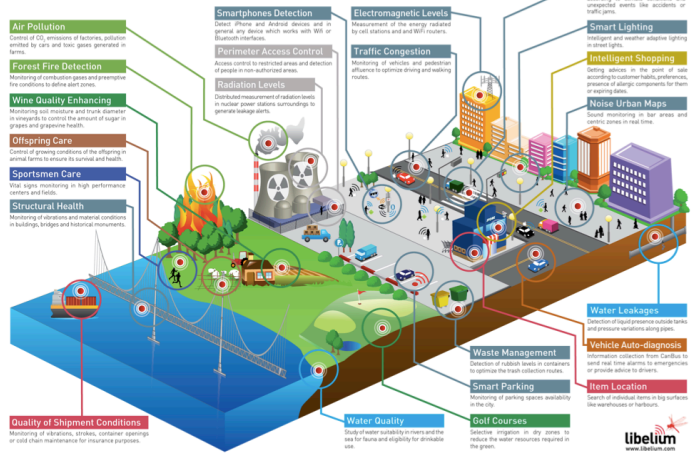 unexpected events like accidents or
traffic jams.
Smartphones Detection
Detect iPhone and Android devices and in
general any device which works with Wifi or
Bluetooth interfaces.
Electromagnetic Levels
Measurement of the energy radiated
by cell stations and and WiFi routers.
Air Pollution
Control of CO2 emissions of factories, pollution
emitted by cars and toxic gases generated in
farms.
Smart Lighting
Intelligent and weather adaptive lighting
in street lights.
Perimeter Access Control
Access control to restricted areas and detection
of people in non-authorized areas.
Traffic Congestion
Monitoring of vehicles and pedestrian
affluence to optimize driving and walking
routes.
Intelligent Shopping
Getting advices in the point of sale
according to customer habits, preferences,
presence of allergic components for them
or expiring dates.
Forest Fire Detection
Monitoring of combustion gases and preemptive
fire conditions to define alert zones.
Radiation Levels
Distributed measurement of radiation levels
in nuclear power stations surroundings to
generate leakage alerts.
Wine Quality Enhancing
Monitoring soil moisture and trunk diameter
in vineyards to control the amount of sugar in
grapes and grapevine health.
Noise Urban Maps
Sound monitoring in bar areas and
centric zones in real time.
Offspring Care
Control of growing conditions of the offspring in
animal farms to ensure its survival and health.
Sportsmen Care
Vital signs monitoring in high performance
centers and fields.
Structural Health
Monitoring of vibrations and material conditions
in buildings, bridges and historical monuments.
Water Leakages
Detection of liquid presence outside tanks
and pressure variations along pipes.
Vehicle Auto-diagnosis
Information collection from CanBus to
send real time alarms to emergencies
or provide advice to drivers.
Waste Management
Detection of rubbish levels in containers
to optimize the trash collection routes.
Smart Parking
Monitoring of parking spaces availability
in the city.
Item Location
Search of individual items in big surfaces
like warehouses or harbours.
Quality of Shipment Conditions
Monitoring of vibrations, strokes, container openings
or cold chain maintenance for insurance purposes.
Water Quality
Study of water suitability in rivers and the
sea for fauna and eligibility for drinkable
use.
Golf Courses
Selective irrigation in dry zones to
reduce the water resources required in
the green.
libelium
www.libelium.com